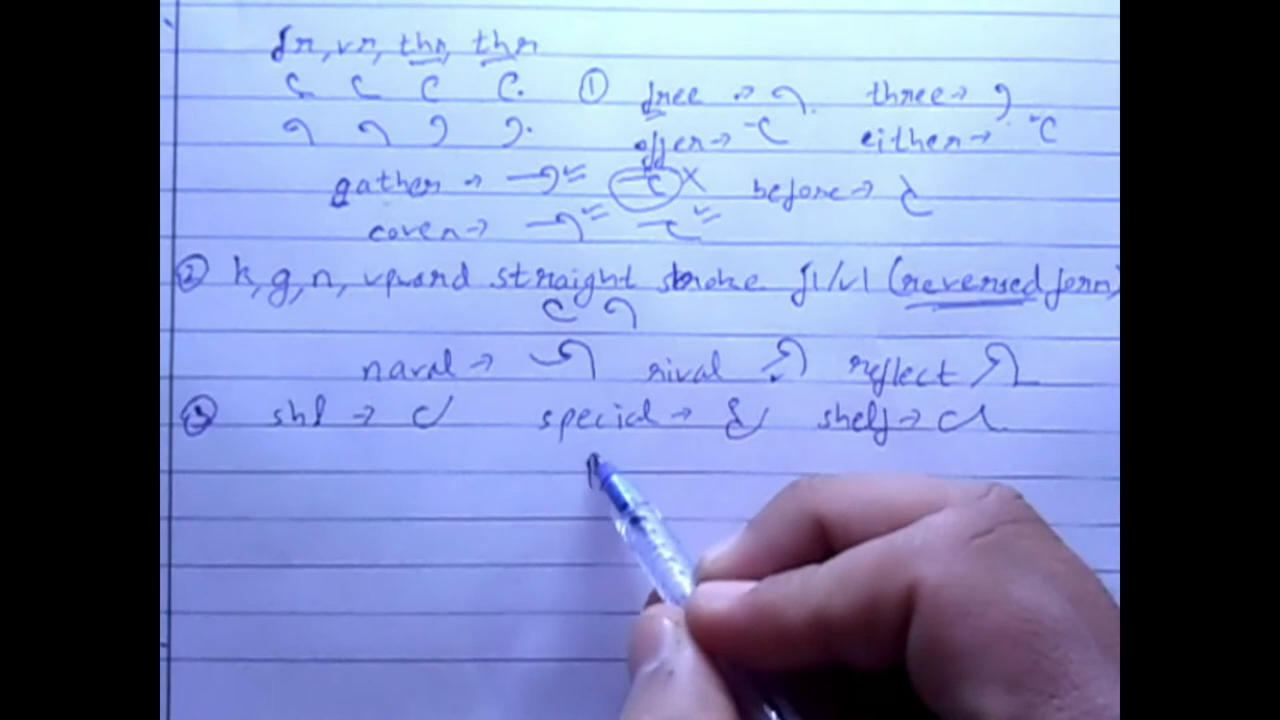 fr, vr, thr, thr
① free → three →
offer → either →
gather → × before →
cover →
② k, g, n, upward straight stroke fl/vl (reversed form)
naval → rival reflect
③ shl → special → shelf →